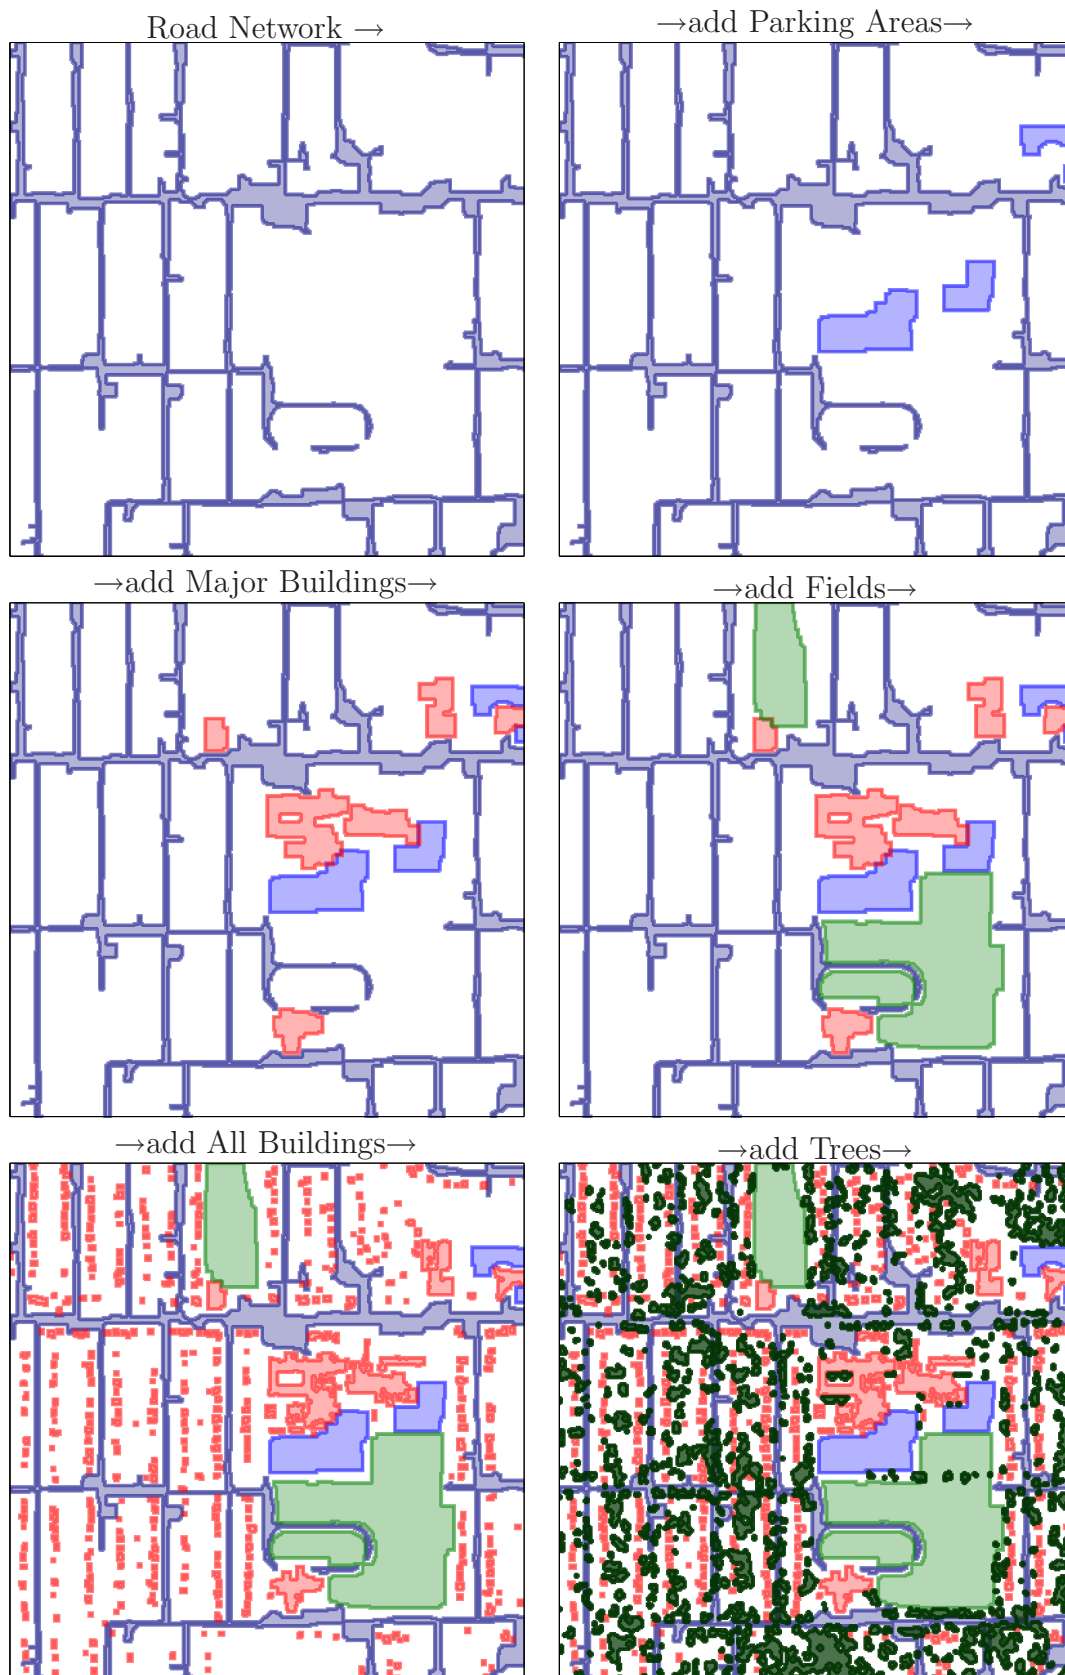 Road Network →
→add Parking Areas→
→add Major Buildings→
→add Fields→
→add All Buildings→
→add Trees→